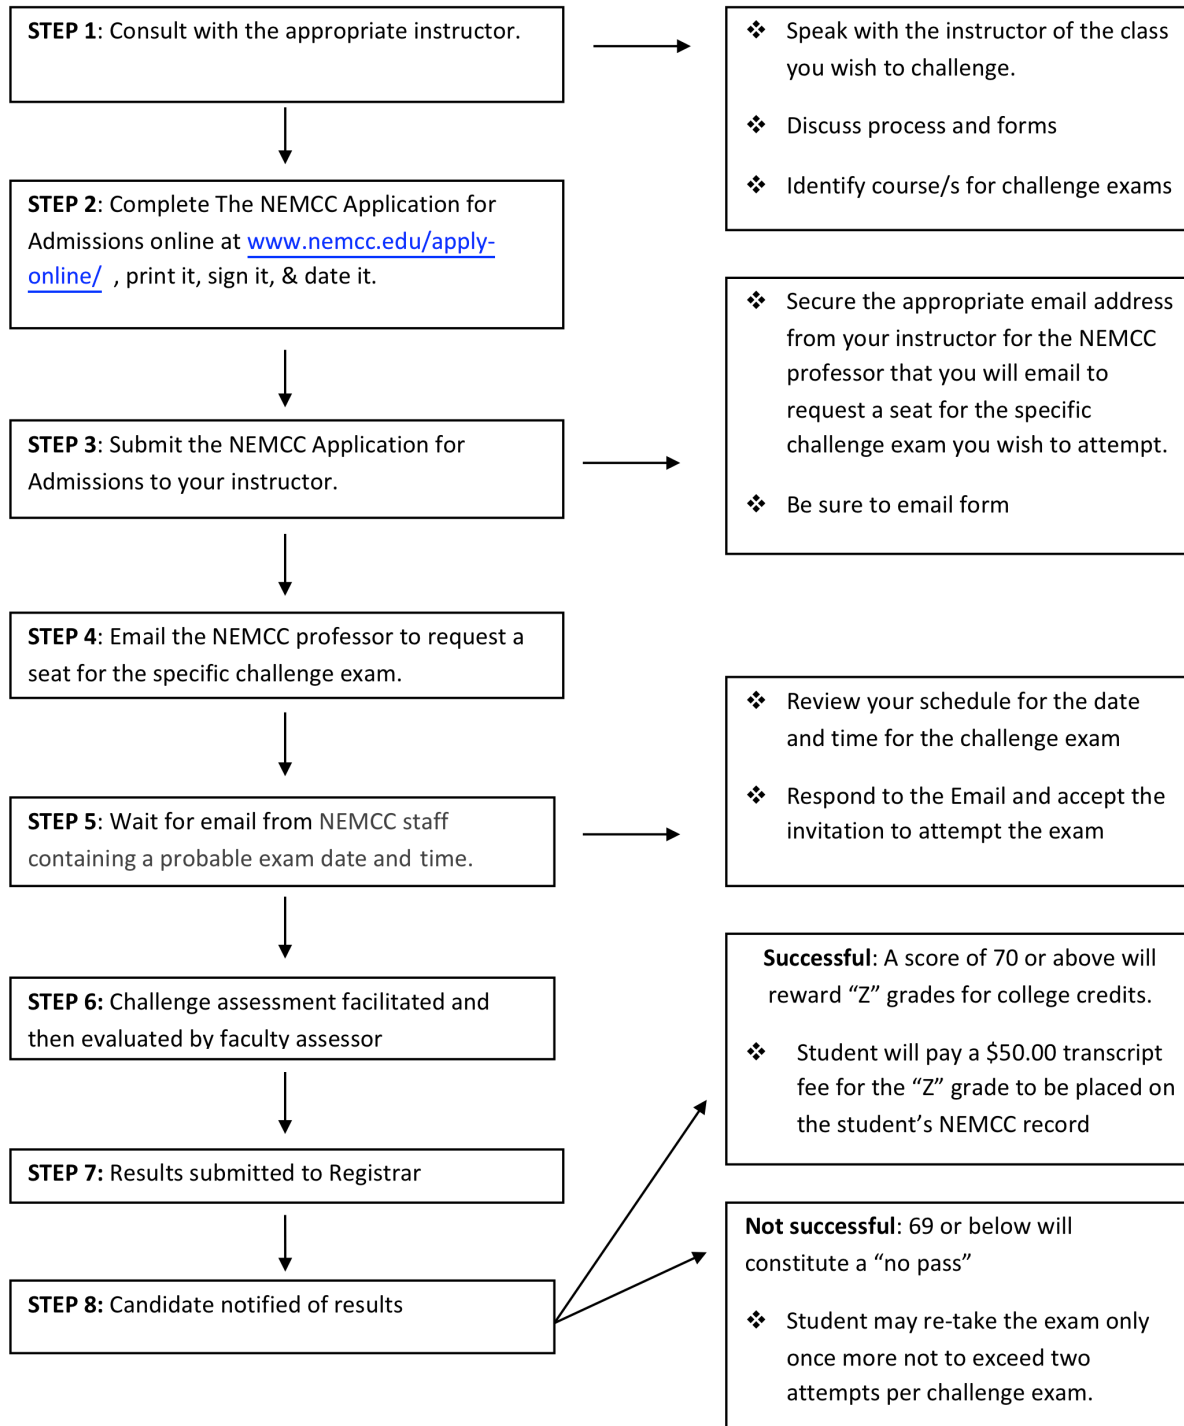 STEP 1: Consult with the appropriate instructor.
❖ Speak with the instructor of the class
you wish to challenge.
❖ Discuss process and forms
❖ Identify course/s for challenge exams
STEP 2: Complete The NEMCC Application for
Admissions online at www.nemcc.edu/apply-
online/ , print it, sign it, & date it.
❖ Secure the appropriate email address
from your instructor for the NEMCC
professor that you will email to
request a seat for the specific
challenge exam you wish to attempt.
❖ Be sure to email form
STEP 3: Submit the NEMCC Application for
Admissions to your instructor.
STEP 4: Email the NEMCC professor to request a
seat for the specific challenge exam.
❖ Review your schedule for the date
and time for the challenge exam
❖ Respond to the Email and accept the
invitation to attempt the exam
STEP 5: Wait for email from NEMCC staff
containing a probable exam date and time.
STEP 6: Challenge assessment facilitated and
then evaluated by faculty assessor
STEP 7: Results submitted to Registrar
STEP 8: Candidate notified of results
Successful: A score of 70 or above will
reward “Z” grades for college credits.
❖ Student will pay a $50.00 transcript
fee for the “Z” grade to be placed on
the student’s NEMCC record
Not successful: 69 or below will
constitute a “no pass”
❖ Student may re-take the exam only
once more not to exceed two
attempts per challenge exam.